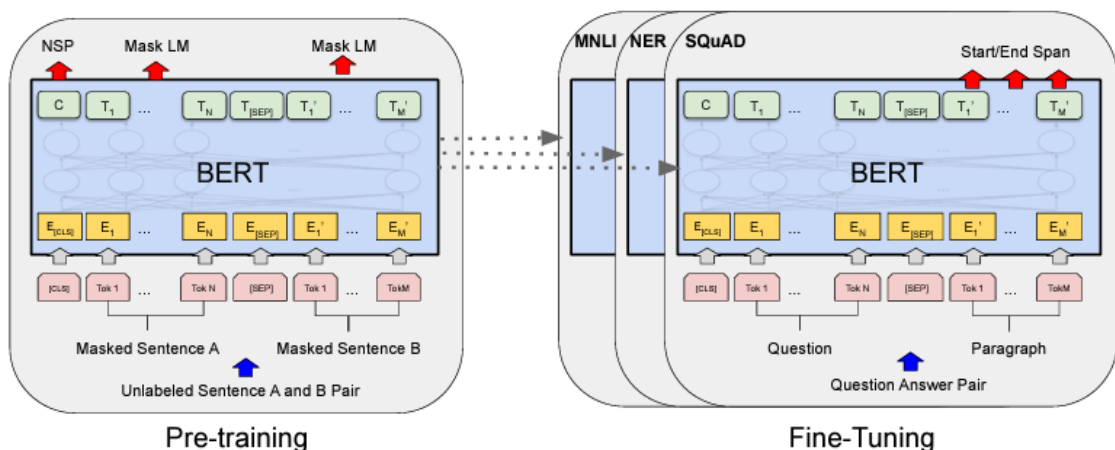 NSP Mask LM Mask LM
C T1 ... TN T[SEP] T1' ... TM'
...
BERT
...
E[CLS] E1 ... EN E[SEP] E1' ... EM'
[CLS] Tok 1 ... Tok N [SEP] Tok 1 ... TokM
Masked Sentence A Masked Sentence B
Unlabeled Sentence A and B Pair
Pre-training
MNLI NER SQuAD
Start/End Span
C T1 ... TN T[SEP] T1' ... TM'
...
BERT
...
E[CLS] E1 ... EN E[SEP] E1' ... EM'
[CLS] Tok 1 ... Tok N [SEP] Tok 1 ... TokM
Question Paragraph
Question Answer Pair
Fine-Tuning